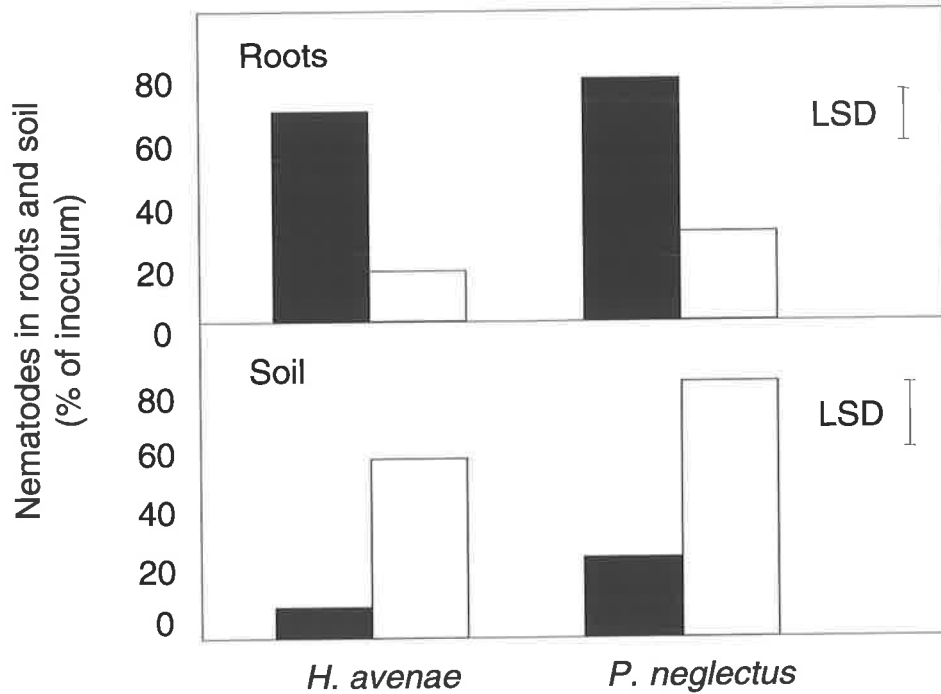 Nematodes in roots and soil
(% of inoculum)
Roots
80
60
40
20
0
LSD
Soil
80
60
40
20
0
LSD
H. avenae
P. neglectus